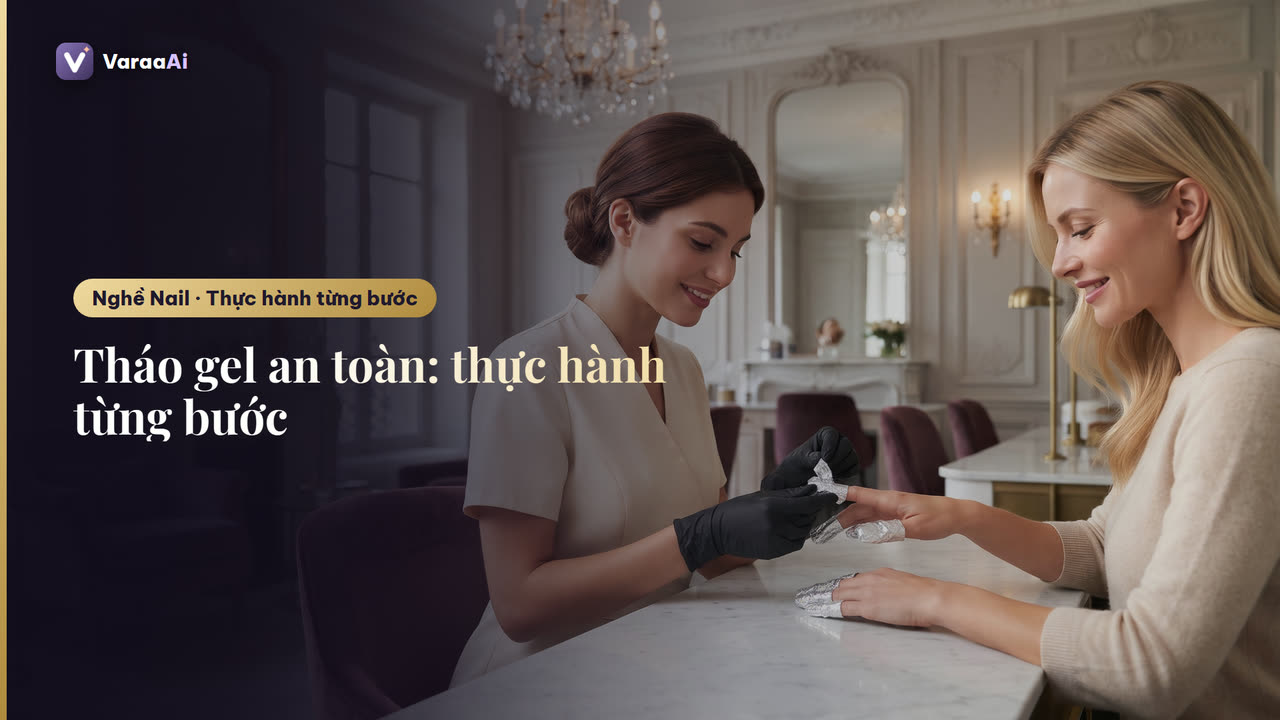 VaraaAi
Nghề Nail · Thực hành từng bước
Tháo gel an toàn: thực hành
từng bước